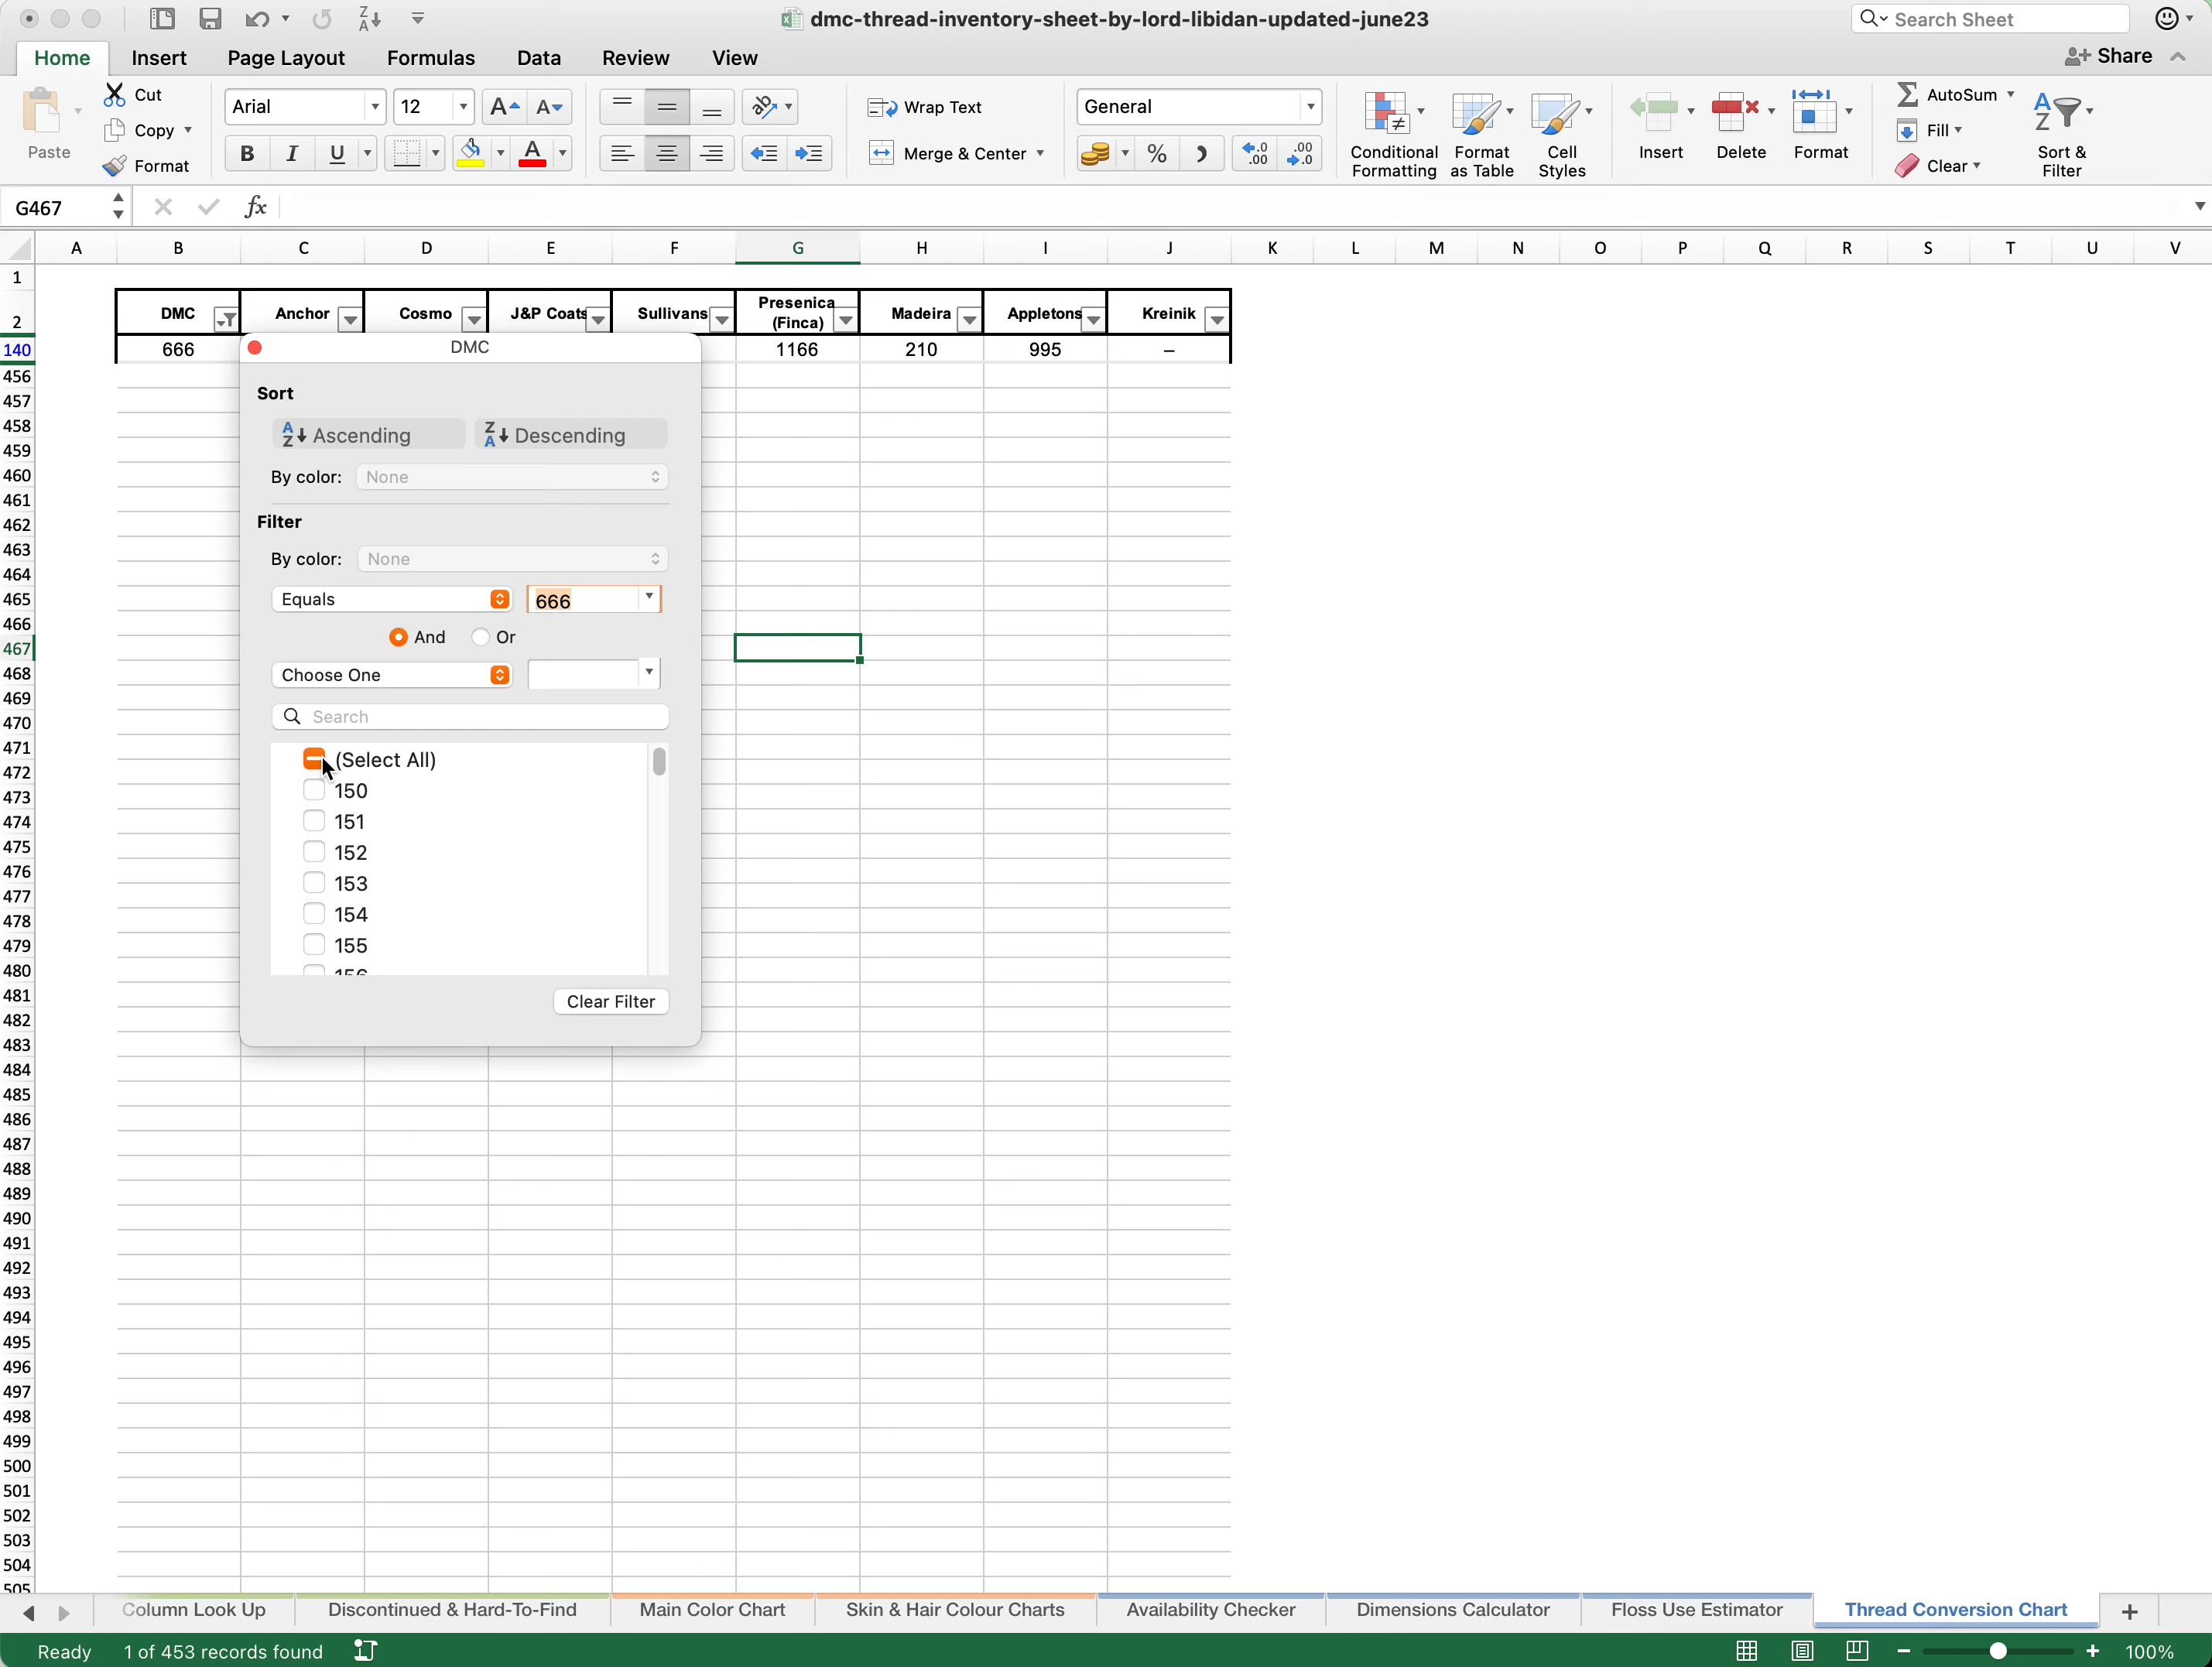 dmc-thread-inventory-sheet-by-lord-libidan-updated-june23
Search Sheet
Home Insert Page Layout Formulas Data Review View Share
Paste
Cut
Copy
Format
Arial 12
B I U
Wrap Text
Merge & Center
General
Conditional Formatting
Format as Table
Cell Styles
Insert
Delete
Format
AutoSum
Fill
Clear
Sort & Filter
G467 fx
A B C D E F G H I J K L M N O P Q R S T U V
1
2 DMC Anchor Cosmo J&P Coats Sullivans Presenica (Finca) Madeira Appletons Kreinik
140 666 1166 210 995 –
DMC
Sort
Ascending Descending
By color: None
Filter
By color: None
Equals 666
And Or
Choose One
Search
(Select All)
150
151
152
153
154
155
156
Clear Filter
456
457
458
459
460
461
462
463
464
465
466
467
468
469
470
471
472
473
474
475
476
477
478
479
480
481
482
483
484
485
486
487
488
489
490
491
492
493
494
495
496
497
498
499
500
501
502
503
504
505
Column Look Up Discontinued & Hard-To-Find Main Color Chart Skin & Hair Colour Charts Availability Checker Dimensions Calculator Floss Use Estimator Thread Conversion Chart +
Ready 1 of 453 records found 100%